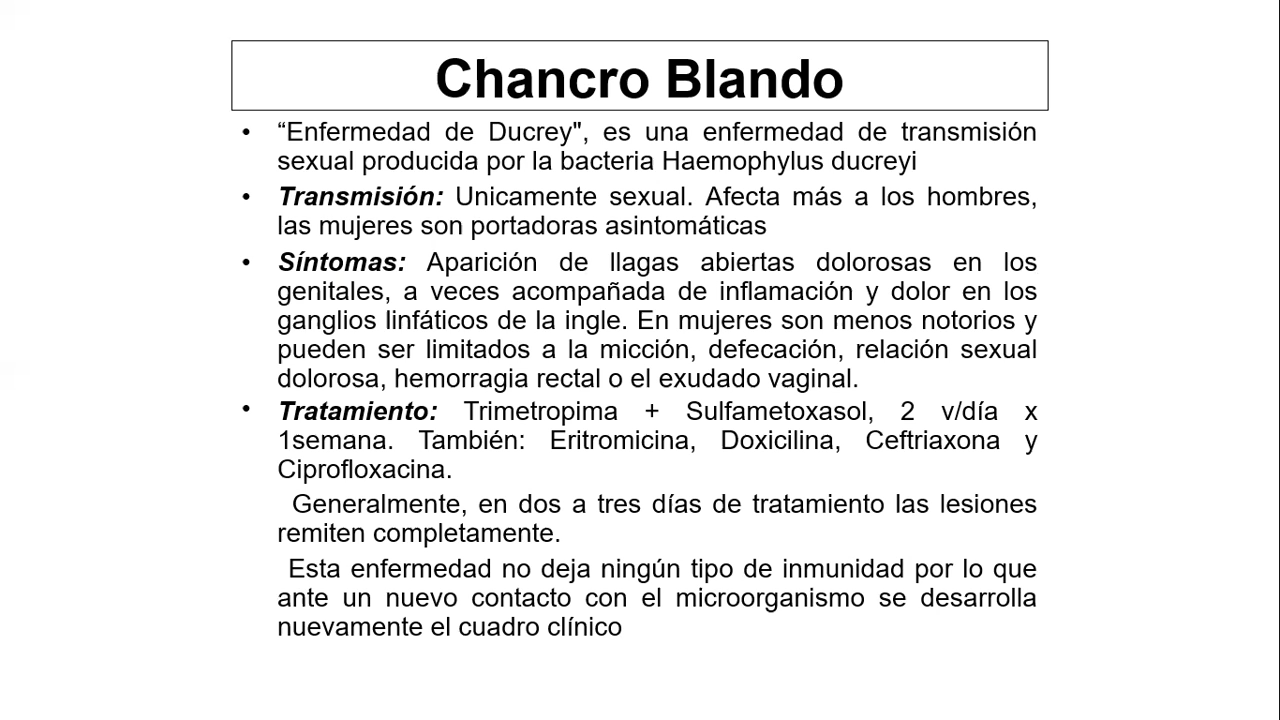 Chancro Blando
• “Enfermedad de Ducrey", es una enfermedad de transmisión
sexual producida por la bacteria Haemophylus ducreyi
• Transmisión: Unicamente sexual. Afecta más a los hombres,
las mujeres son portadoras asintomáticas
• Síntomas: Aparición de llagas abiertas dolorosas en los
genitales, a veces acompañada de inflamación y dolor en los
ganglios linfáticos de la ingle. En mujeres son menos notorios y
pueden ser limitados a la micción, defecación, relación sexual
dolorosa, hemorragia rectal o el exudado vaginal.
• Tratamiento: Trimetropima + Sulfametoxasol, 2 v/día x
1semana. También: Eritromicina, Doxicilina, Ceftriaxona y
Ciprofloxacina.
Generalmente, en dos a tres días de tratamiento las lesiones
remiten completamente.
Esta enfermedad no deja ningún tipo de inmunidad por lo que
ante un nuevo contacto con el microorganismo se desarrolla
nuevamente el cuadro clínico